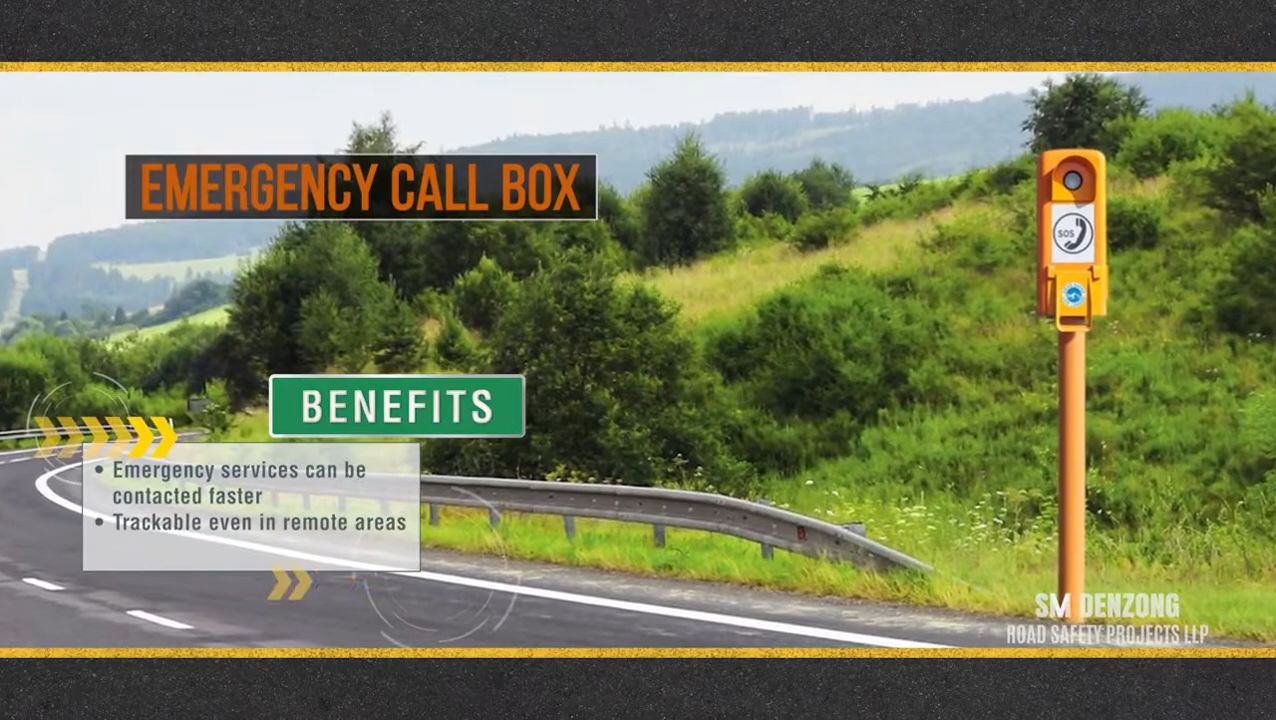 EMERGENCY CALL BOX
SOS
BENEFITS
• Emergency services can be
contacted faster
• Trackable even in remote areas
SM DENZONG
ROAD SAFETY PROJECTS LLP